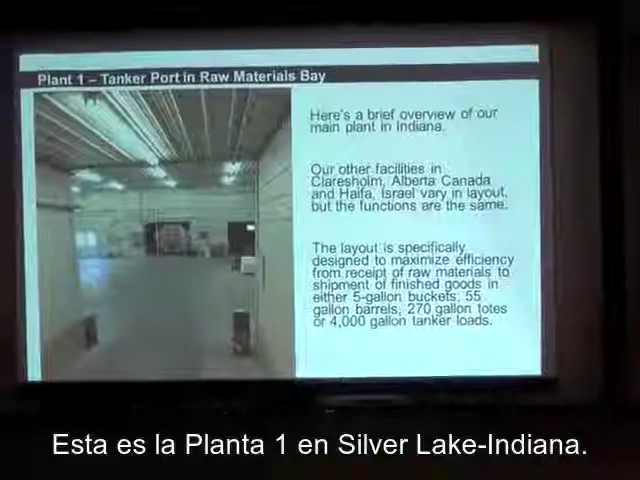 Plant 1 – Tanker Port in Raw Materials Bay
Here's a brief overview of our
main plant in Indiana.
Our other facilities in
Claresholm, Alberta Canada
and Haifa, Israel vary in layout,
but the functions are the same.
The layout is specifically
designed to maximize efficiency
from receipt of raw materials to
shipment of finished goods in
either 5-gallon buckets, 55
gallon barrels, 270 gallon totes
or 4,000 gallon tanker loads.
Esta es la Planta 1 en Silver Lake-Indiana.